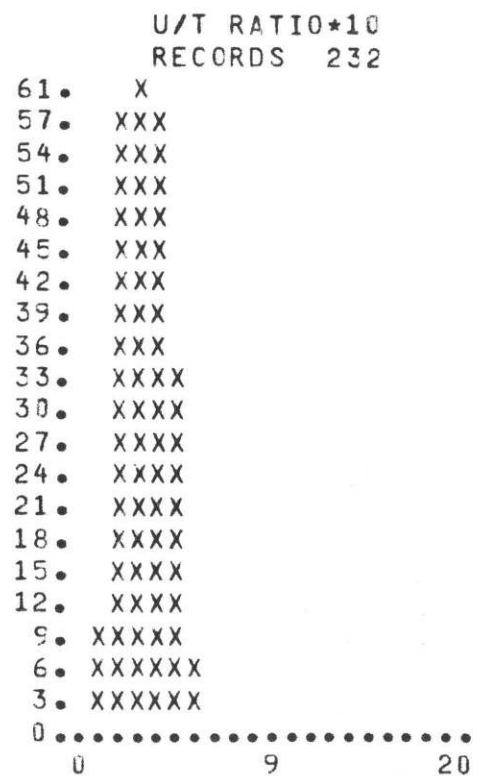 U/T RATIO*10
RECORDS 232
61. X
57. XXX
54. XXX
51. XXX
48. XXX
45. XXX
42. XXX
39. XXX
36. XXX
33. XXXX
30. XXXX
27. XXXX
24. XXXX
21. XXXX
18. XXXX
15. XXXX
12. XXXX
9. XXXXX
6. XXXXXX
3. XXXXXX
0.....................
0 9 20